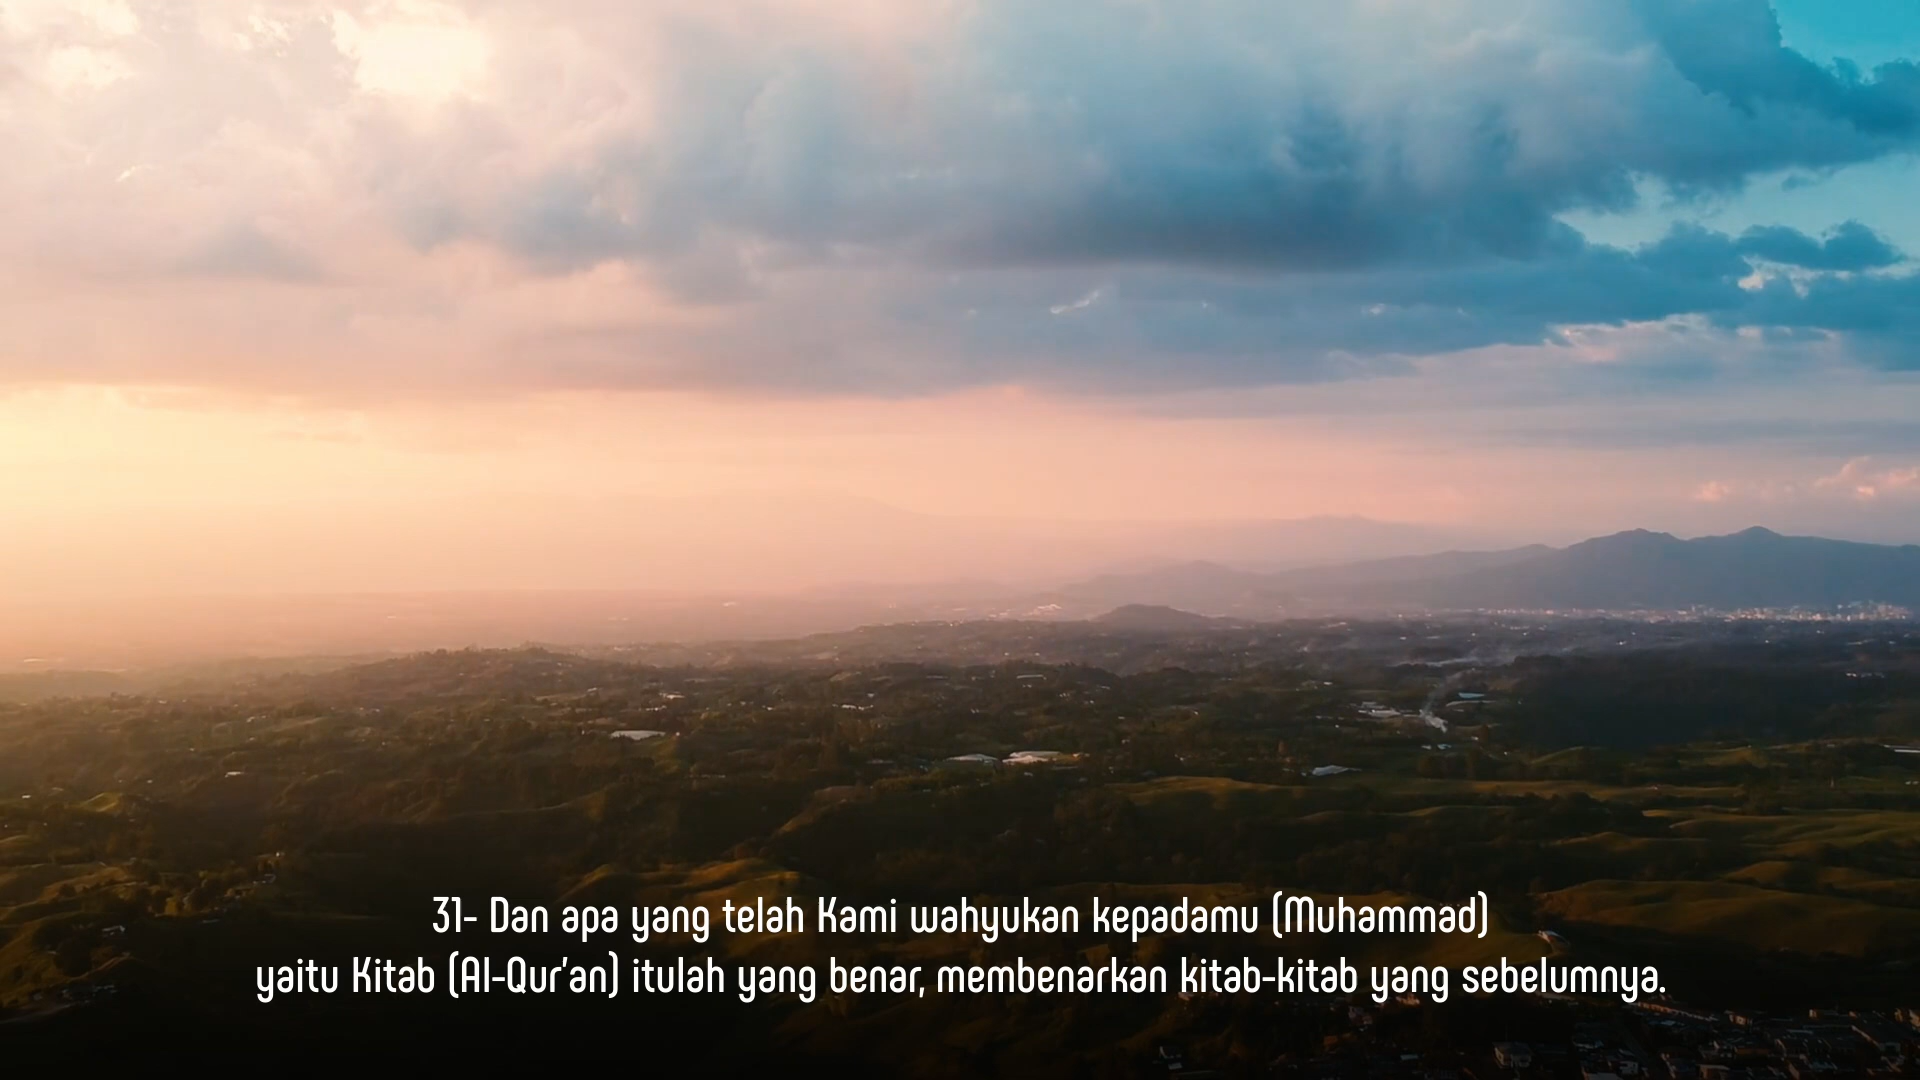 31- Dan apa yang telah Kami wahyukan kepadamu (Muhammad)
yaitu Kitab (Al-Qur'an) itulah yang benar, membenarkan kitab-kitab yang sebelumnya.